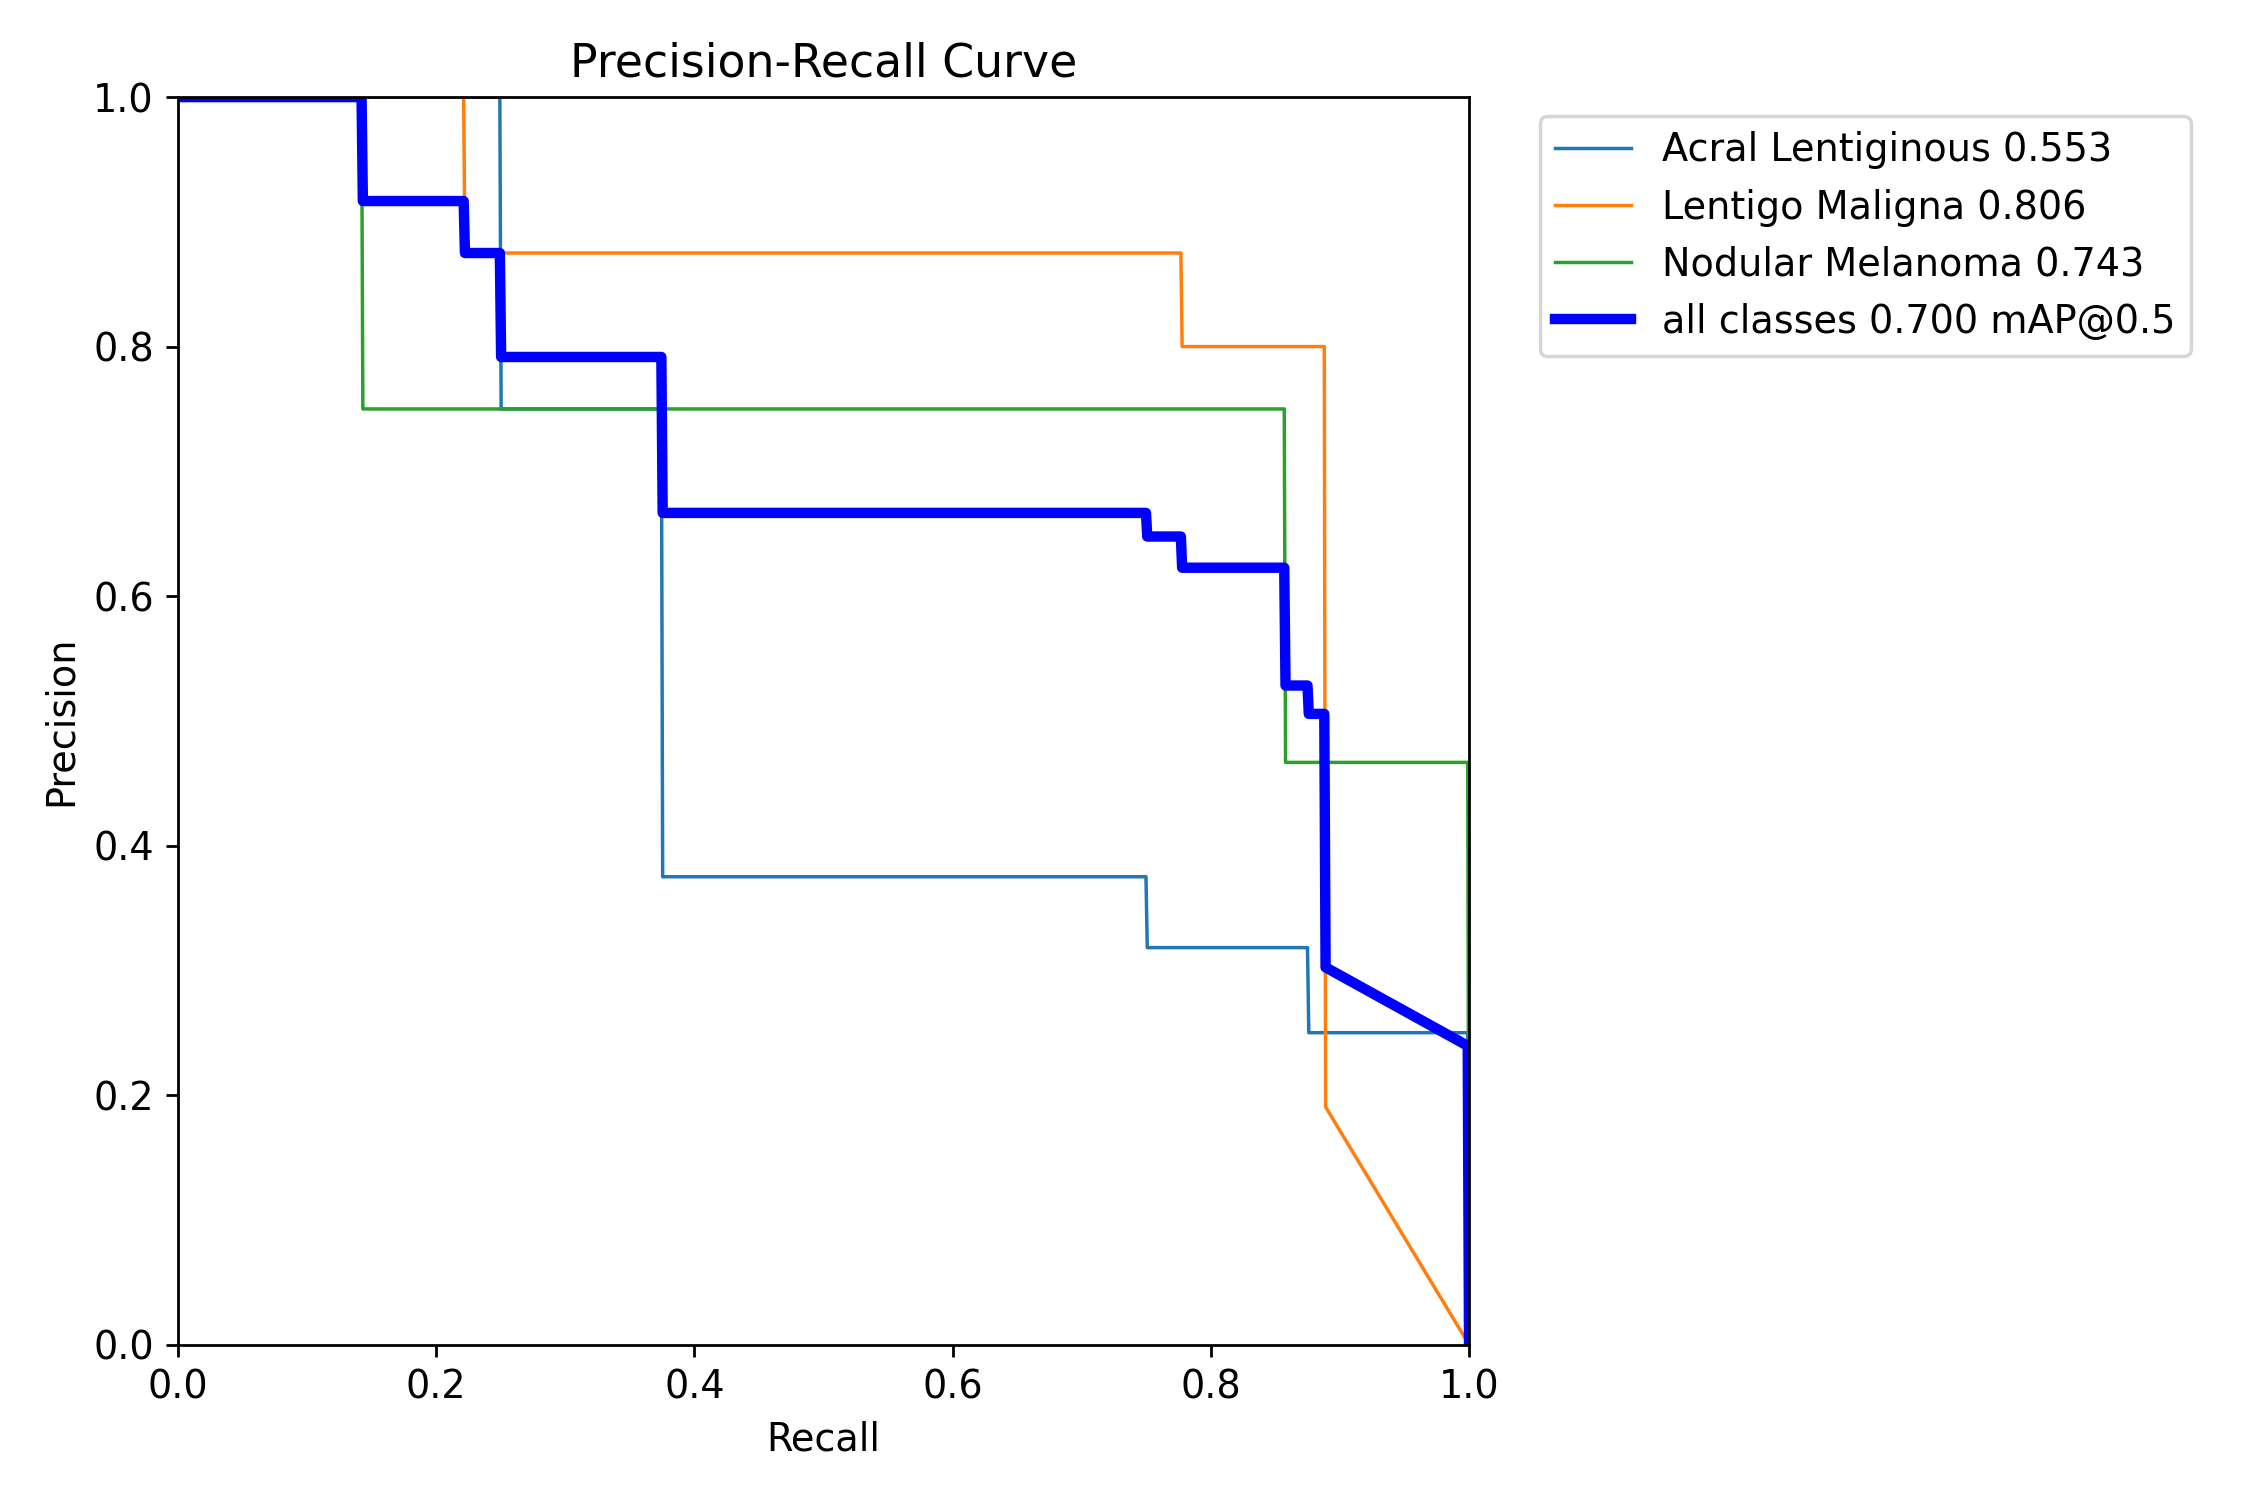 Precision-Recall Curve
1.0
0.8
0.6
0.4
0.2
0.0
Precision
0.0 0.2 0.4 0.6 0.8 1.0
Recall
Acral Lentiginous 0.553
Lentigo Maligna 0.806
Nodular Melanoma 0.743
all classes 0.700 mAP@0.5